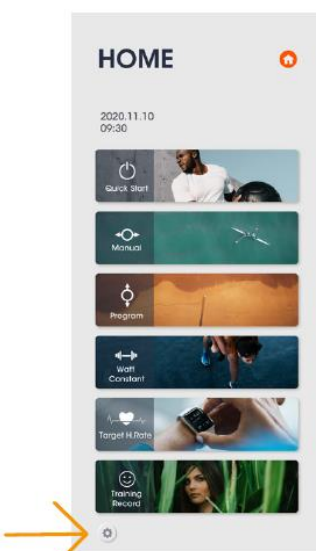 HOME
2020.11.10
09:30
Quick Start
Manual
Program
Watt
Constant
Target H.Rate
Training
Record